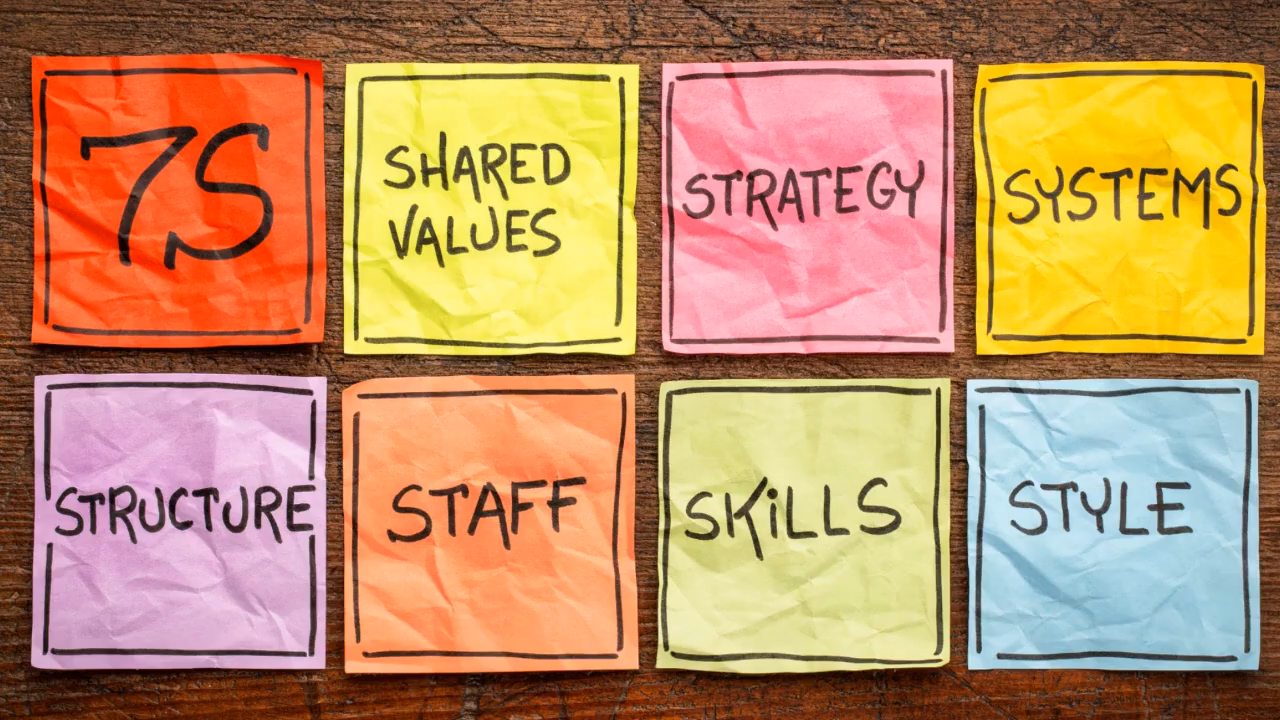 7S
SHARED
VALUES
STRATEGY
SYSTEMS
STRUCTURE
STAFF
SKiLLS
STYLE